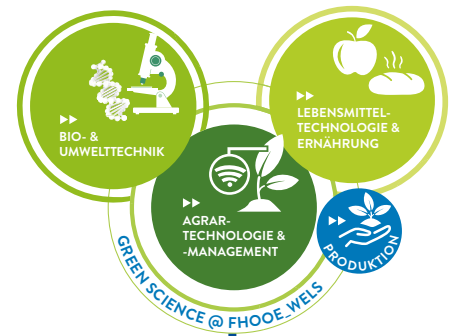 BIO- &
UMWELTTECHNIK
LEBENSMITTEL-
TECHNOLOGIE &
ERNÄHRUNG
AGRAR-
TECHNOLOGIE &
-MANAGEMENT
PRODUKTION
GREEN SCIENCE @ FHOOE_WELS